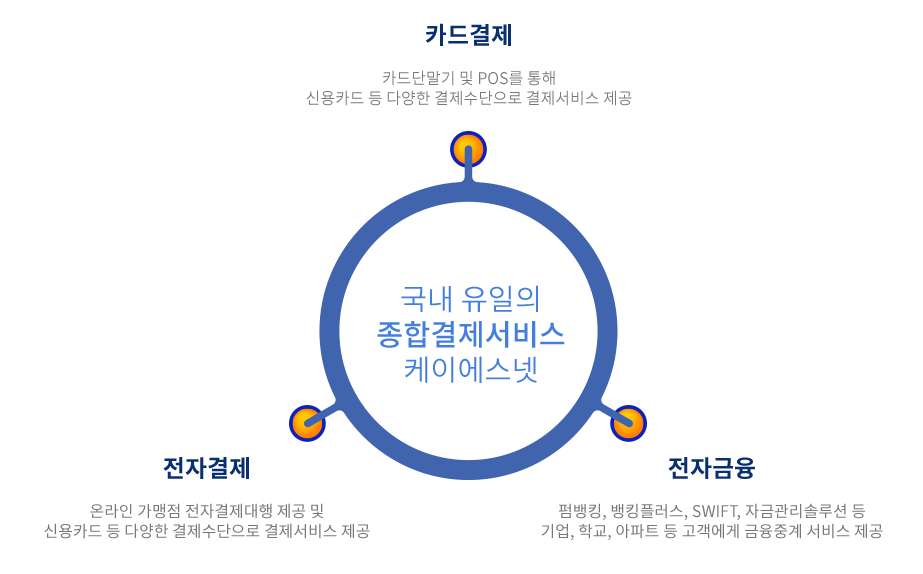 카드결제
카드단말기 및 POS를 통해
신용카드 등 다양한 결제수단으로 결제서비스 제공
국내 유일의
종합결제서비스
케이에스넷
전자결제
온라인 가맹점 전자결제대행 제공 및
신용카드 등 다양한 결제수단으로 결제서비스 제공
전자금융
펌뱅킹, 뱅킹플러스, SWIFT, 자금관리솔루션 등
기업, 학교, 아파트 등 고객에게 금융중계 서비스 제공